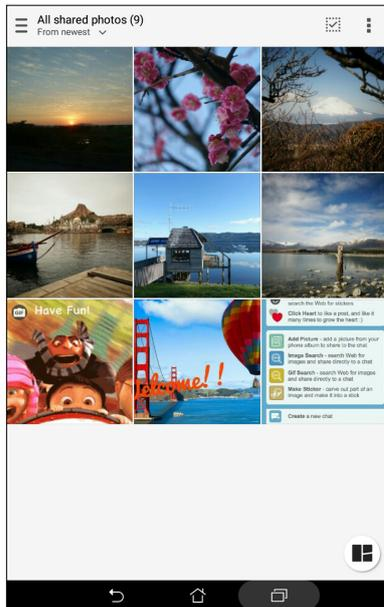 All shared photos (9)
From newest
GIF
Have Fun!
Welcome!!
search the Web for stickers
Click Heart to like a post, and like it
many times to grow the heart :)
Add Picture - add a picture from your
phone album to share to the chat
Image Search - search Web for
images and share directly to a chat
Gif Search - search Web for images
and share directly to a chat
Make Sticker - carve out part of an
image and make it into a stick
Create a new chat